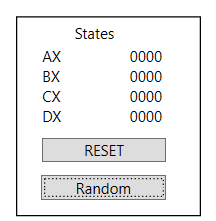 States
AX 0000
BX 0000
CX 0000
DX 0000
RESET
Random